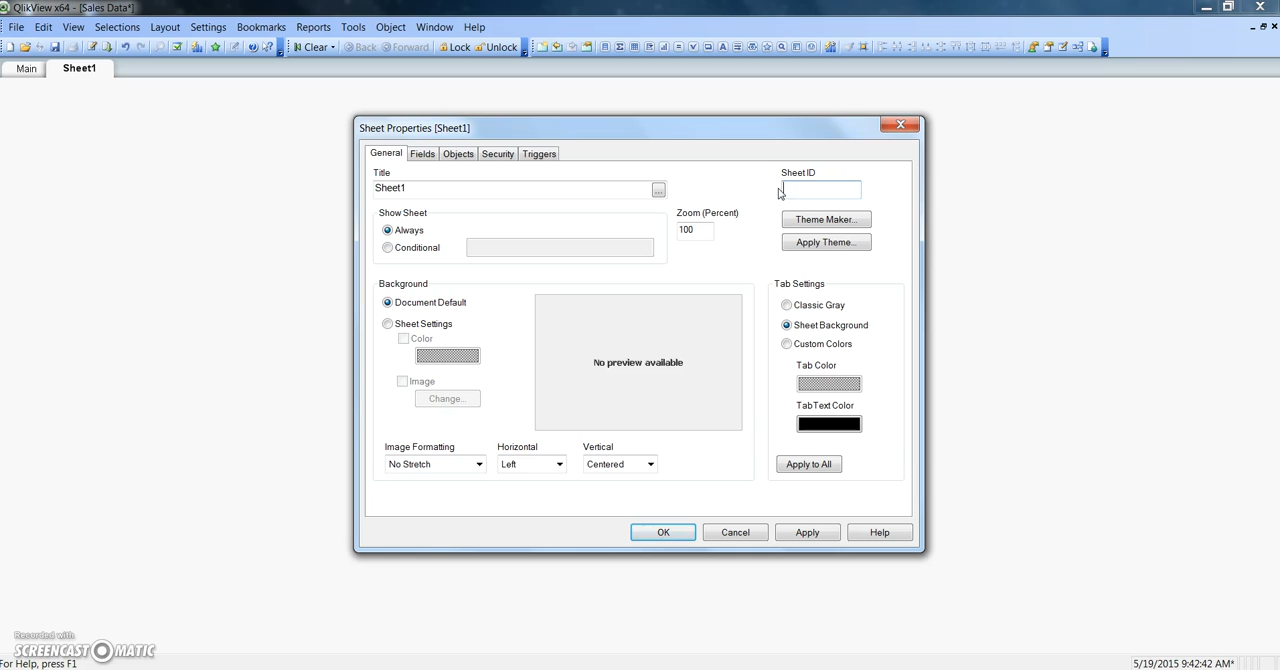 QlikView x64 - [Sales Data*]
File Edit View Selections Layout Settings Bookmarks Reports Tools Object Window Help
Clear Back Forward Lock Unlock
Main Sheet1
Sheet Properties [Sheet1]
General Fields Objects Security Triggers
Title Sheet ID
Sheet1 ...
Show Sheet Zoom (Percent) Theme Maker...
Always 100
Conditional Apply Theme...
Background Tab Settings
Document Default Classic Gray
Sheet Settings Sheet Background
Color Custom Colors
No preview available Tab Color
Image
Change... TabText Color
Image Formatting Horizontal Vertical
No Stretch Left Centered Apply to All
OK Cancel Apply Help
Recorded with
SCREENCAST MATIC
For Help, press F1 5/19/2015 9:42:42 AM*